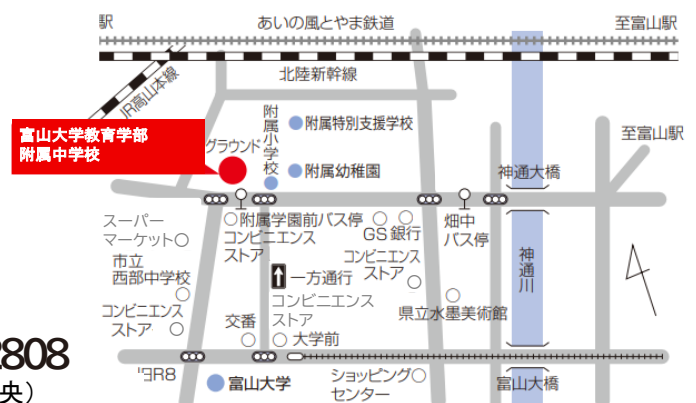 駅
あいの風とやま鉄道
至富山駅
北陸新幹線
JR高山本線
附属小学校
附属特別支援学校
富山大学教育学部
附属中学校
グラウンド
至富山駅
附属幼稚園
神通大橋
スーパー
マーケット
附属学園前バス停
コンビニエンス
ストア
GS
銀行
畑中
バス停
市立
西部中学校
一方通行
コンビニエンス
ストア
神通川
コンビニエンス
ストア
コンビニエンス
ストア
県立水墨美術館
交番
大学前
2808
央）
富山大学
ショッピング
センター
富山大橋